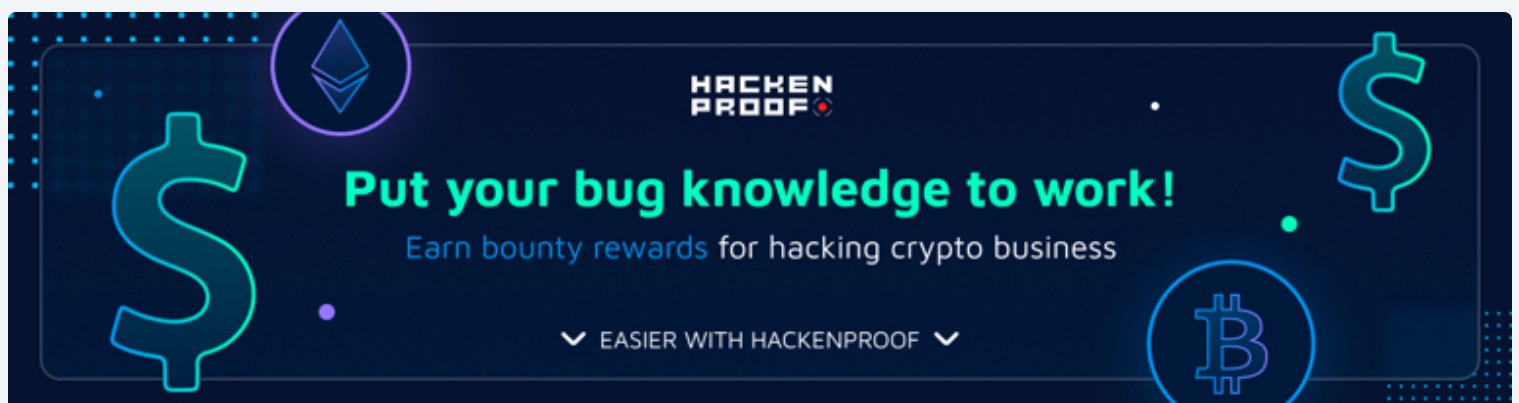 HACKEN
PROOF
Put your bug knowledge to work!
Earn bounty rewards for hacking crypto business
EASIER WITH HACKENPROOF